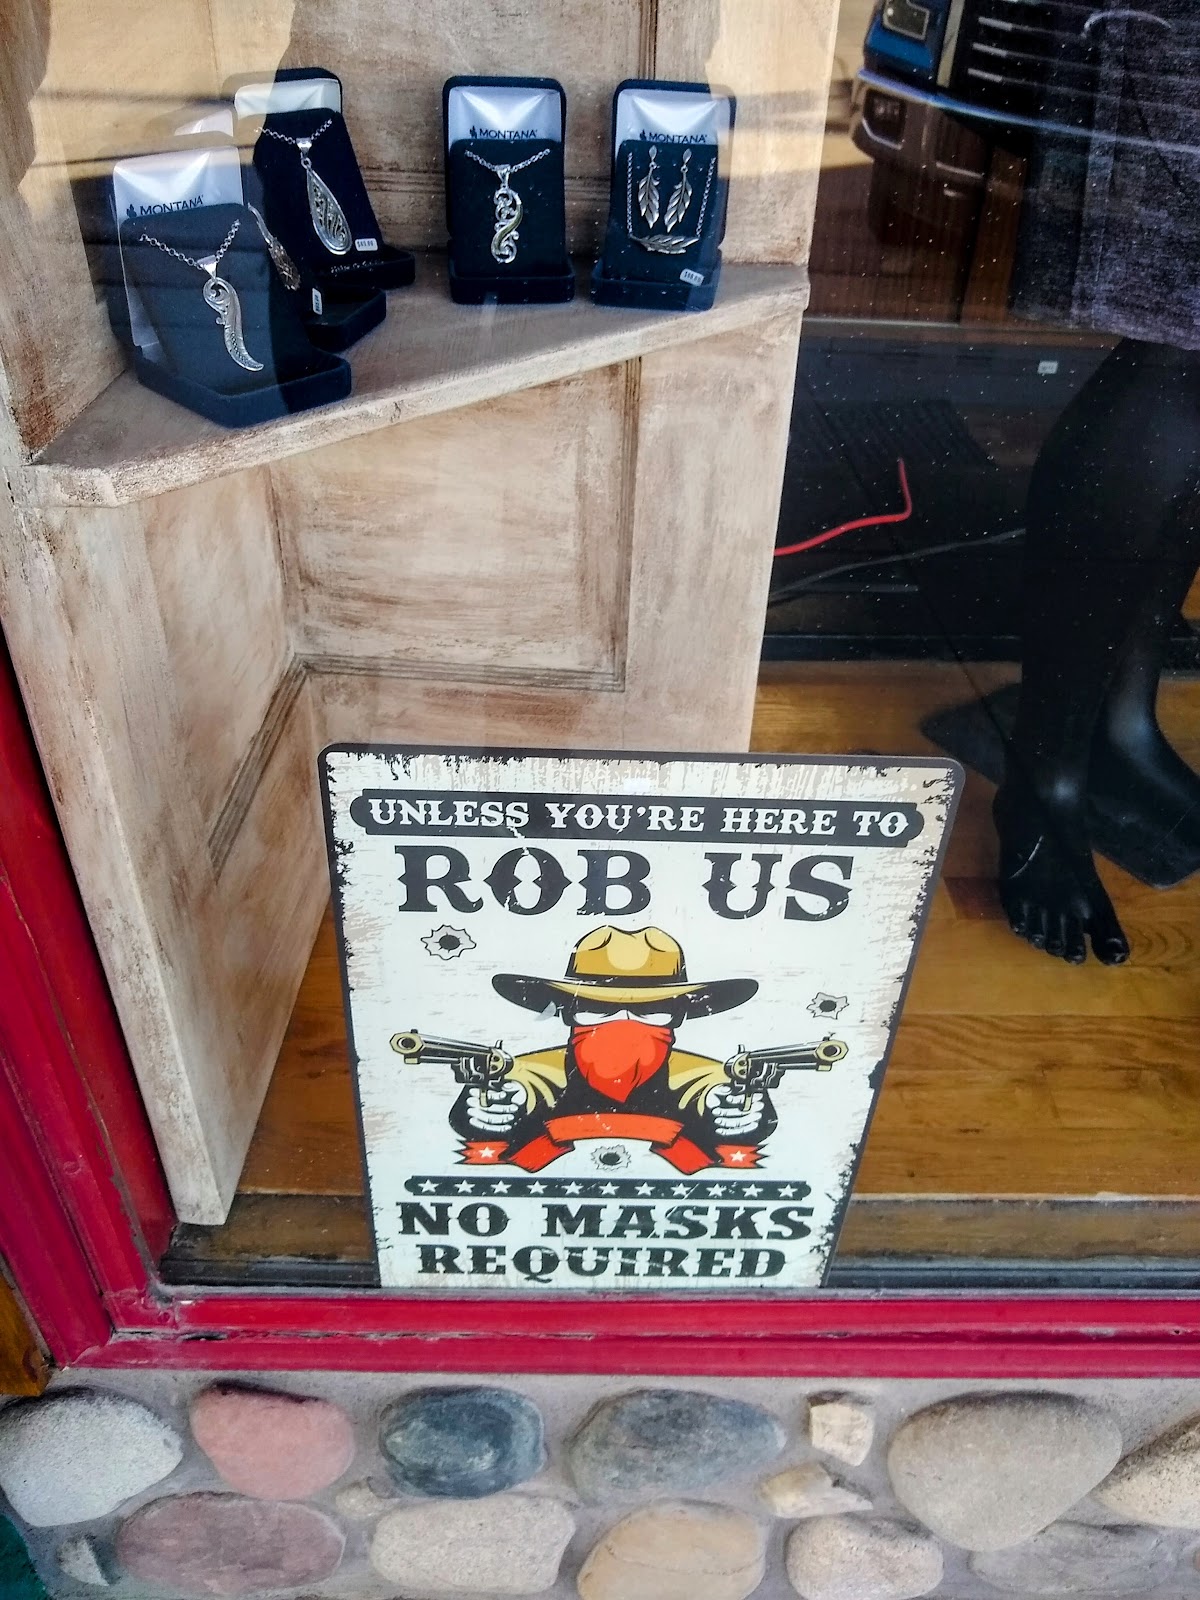 MONTANA
MONTANA
MONTANA
UNLESS YOU'RE HERE TO
ROB US
NO MASKS
REQUIRED